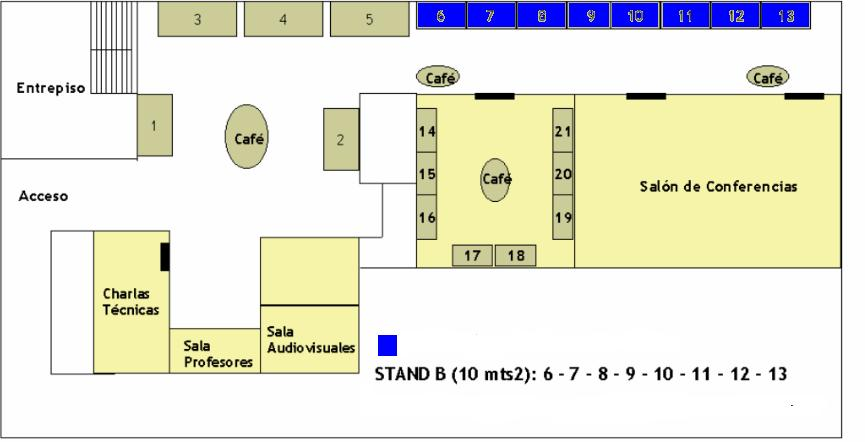 3 4 5 6 7 8 9 10 11 12 13
Entrepiso
Café Café
1 Café 2
14 21
15 Café 20
16 19
17 18
Acceso
Salón de Conferencias
Charlas
Técnicas
Sala
Profesores
Sala
Audiovisuales
STAND B (10 mts2): 6 - 7 - 8 - 9 - 10 - 11 - 12 - 13